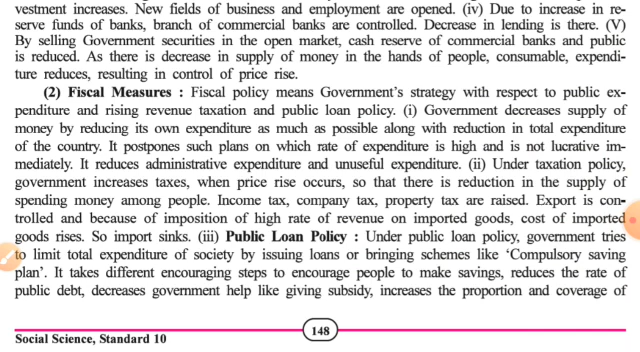 vestment increases. New fields of business and employment are opened. (iv) Due to increase in re-
serve funds of banks, branch of commercial banks are controlled. Decrease in lending is there. (V)
By selling Government securities in the open market, cash reserve of commercial banks and public
is reduced. As there is decrease in supply of money in the hands of people, consumable, expendi-
ture reduces, resulting in control of price rise.
(2) Fiscal Measures : Fiscal policy means Government's strategy with respect to public ex-
penditure and rising revenue taxation and public loan policy. (i) Government decreases supply of
money by reducing its own expenditure as much as possible along with reduction in total expenditure
of the country. It postpones such plans on which rate of expenditure is high and is not lucrative im-
mediately. It reduces administrative expenditure and unuseful expenditure. (ii) Under taxation policy,
government increases taxes, when price rise occurs, so that there is reduction in the supply of
spending money among people. Income tax, company tax, property tax are raised. Export is con-
trolled and because of imposition of high rate of revenue on imported goods, cost of imported
goods rises. So import sinks. (iii) Public Loan Policy : Under public loan policy, government tries
to limit total expenditure of society by issuing loans or bringing schemes like 'Compulsory saving
plan'. It takes different encouraging steps to encourage people to make savings, reduces the rate of
public debt, decreases government help like giving subsidy, increases the proportion and coverage of
148
Social Science, Standard 10